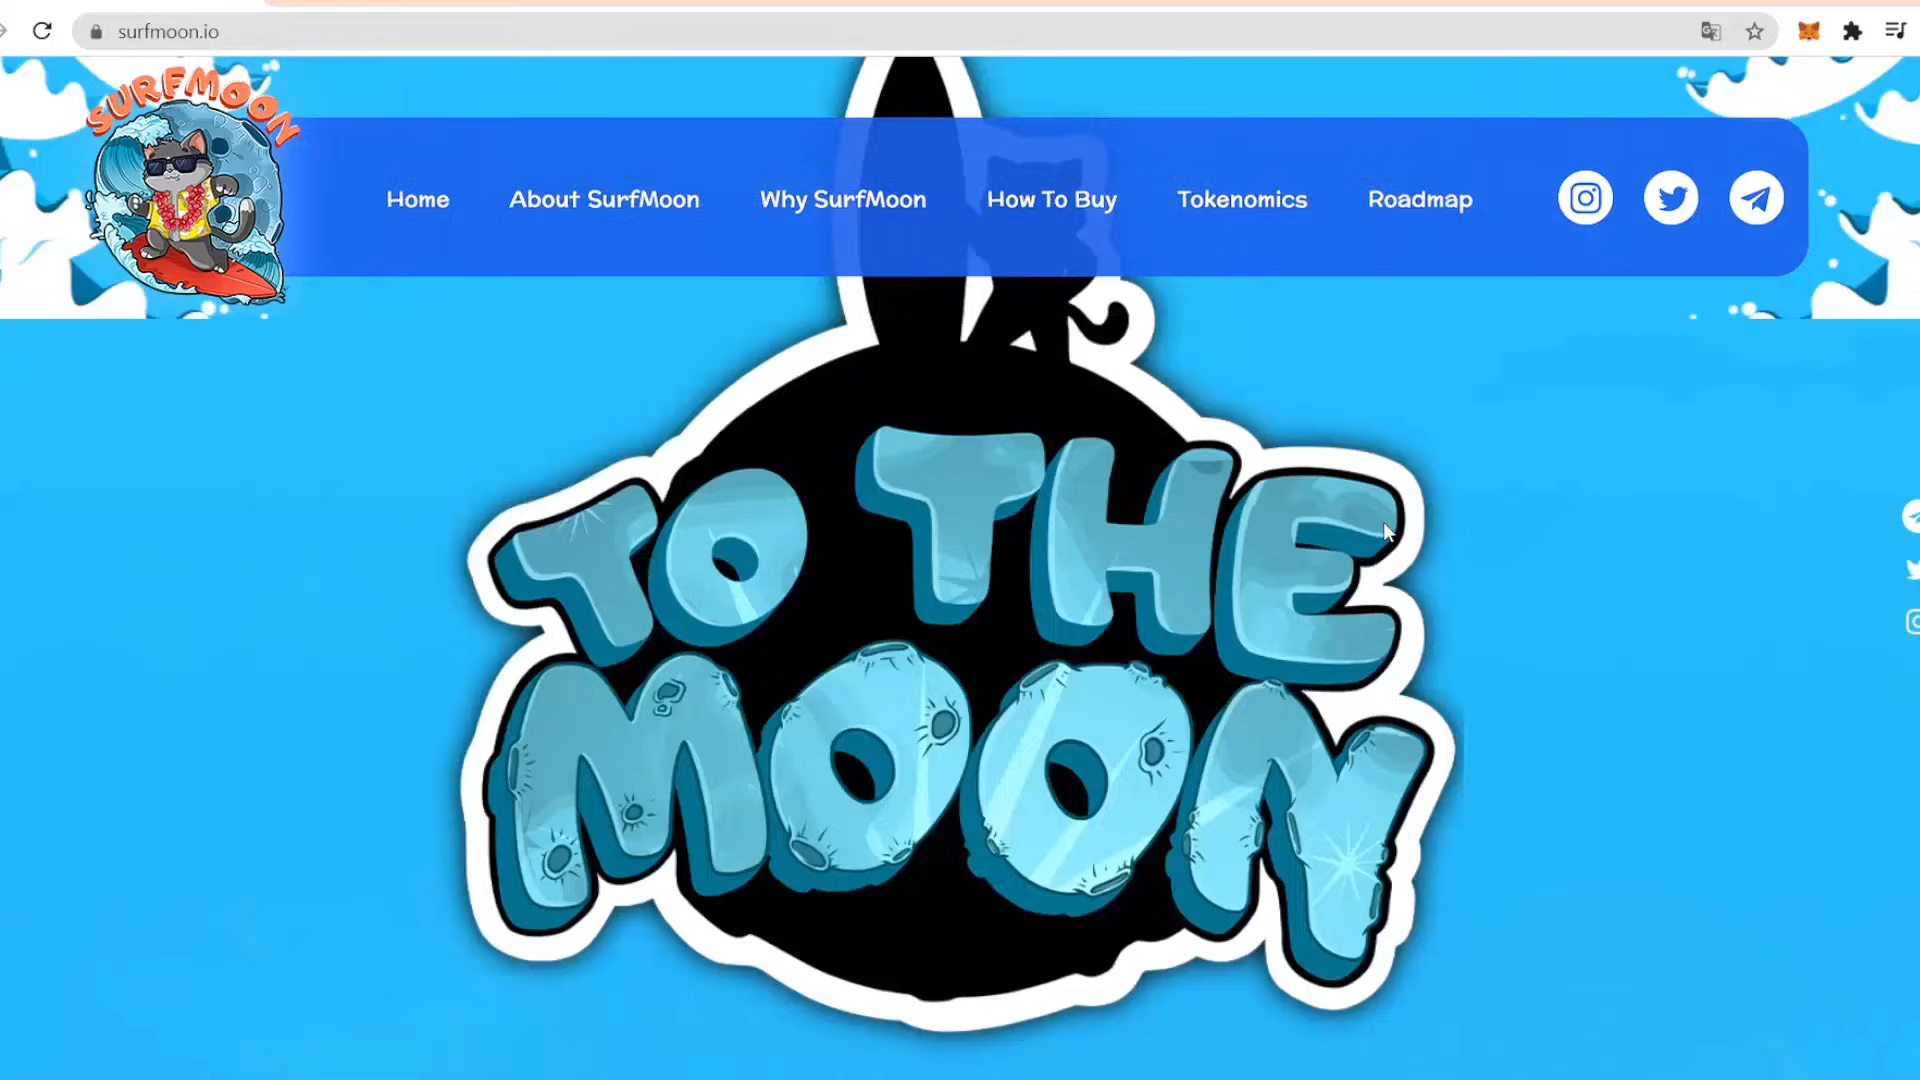 surfmoon.io
SURFMOON
Home About SurfMoon Why SurfMoon How To Buy Tokenomics Roadmap
TO THE
MOON